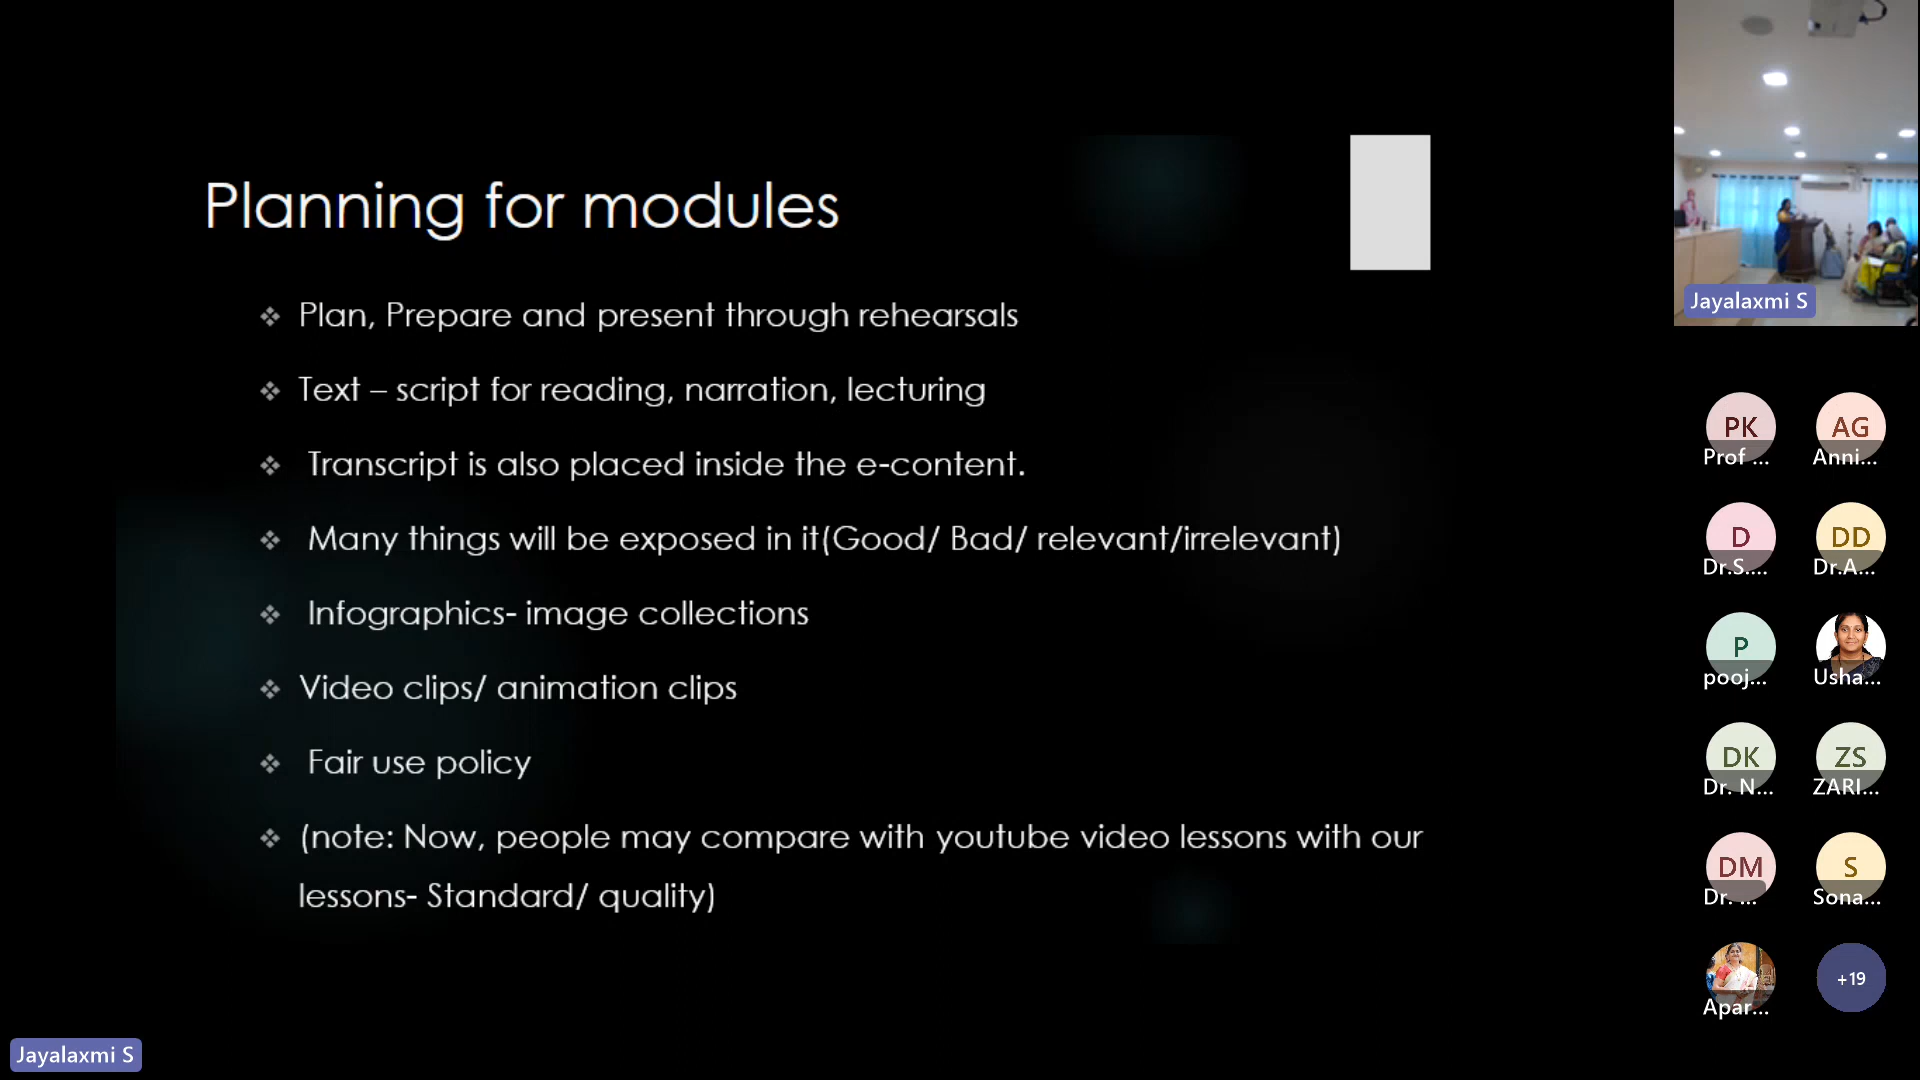 Planning for modules
Plan, Prepare and present through rehearsals
Text – script for reading, narration, lecturing
Transcript is also placed inside the e-content.
Many things will be exposed in it(Good/ Bad/ relevant/irrelevant)
Infographics- image collections
Video clips/ animation clips
Fair use policy
(note: Now, people may compare with youtube video lessons with our
lessons- Standard/ quality)
Jayalaxmi S
Jayalaxmi S
PK
Prof ...
AG
Anni...
D
Dr.S....
DD
Dr.A...
P
pooj...
Usha...
DK
Dr. N...
ZS
ZARI...
DM
Dr. ...
S
Sona...
Apar...
+19